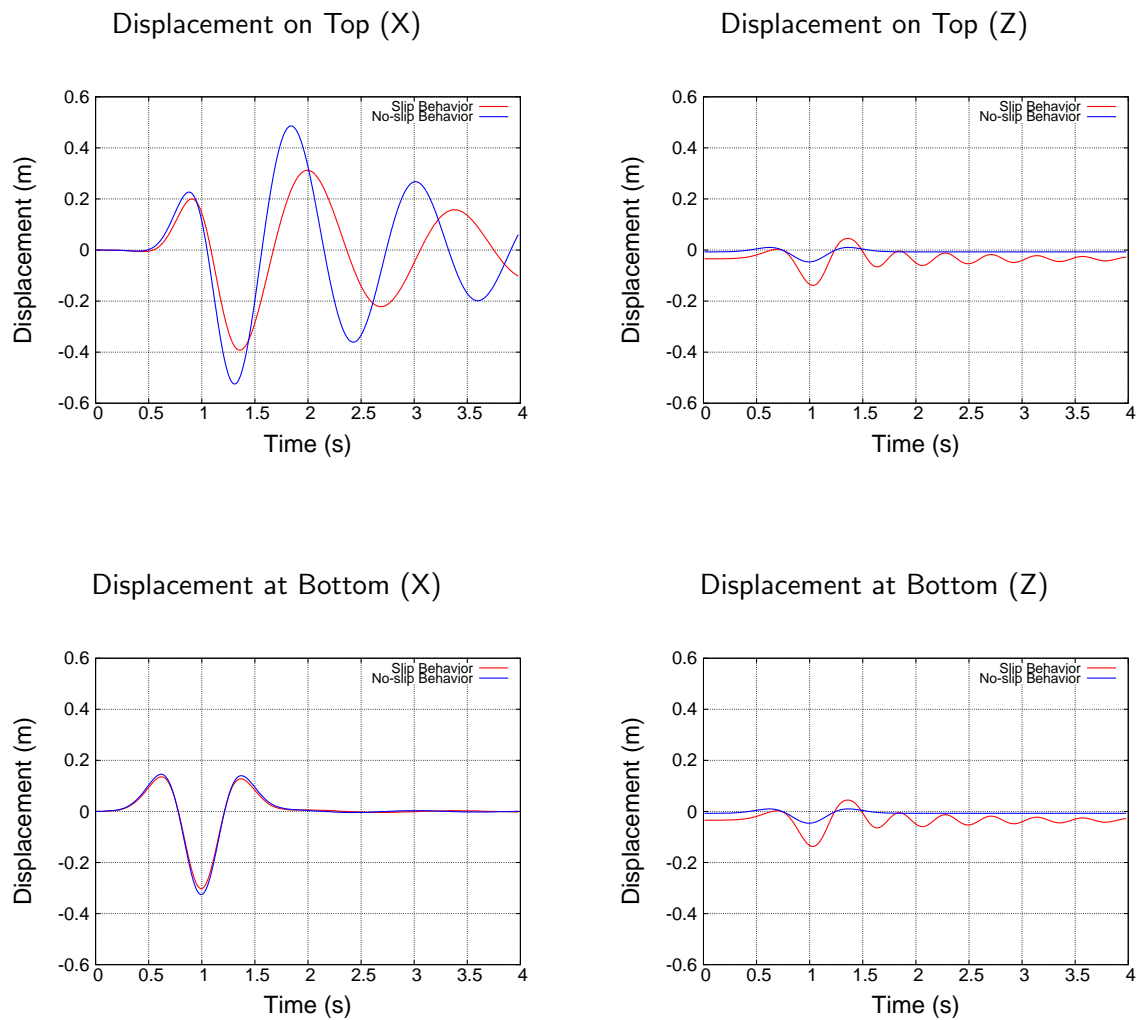 Displacement on Top (X)
Displacement (m)
0.6
0.4
0.2
0
-0.2
-0.4
-0.6
0 0.5 1 1.5 2 2.5 3 3.5 4
Time (s)
Slip Behavior
No-slip Behavior
Displacement on Top (Z)
Displacement (m)
0.6
0.4
0.2
0
-0.2
-0.4
-0.6
0 0.5 1 1.5 2 2.5 3 3.5 4
Time (s)
Slip Behavior
No-slip Behavior
Displacement at Bottom (X)
Displacement (m)
0.6
0.4
0.2
0
-0.2
-0.4
-0.6
0 0.5 1 1.5 2 2.5 3 3.5 4
Time (s)
Slip Behavior
No-slip Behavior
Displacement at Bottom (Z)
Displacement (m)
0.6
0.4
0.2
0
-0.2
-0.4
-0.6
0 0.5 1 1.5 2 2.5 3 3.5 4
Time (s)
Slip Behavior
No-slip Behavior